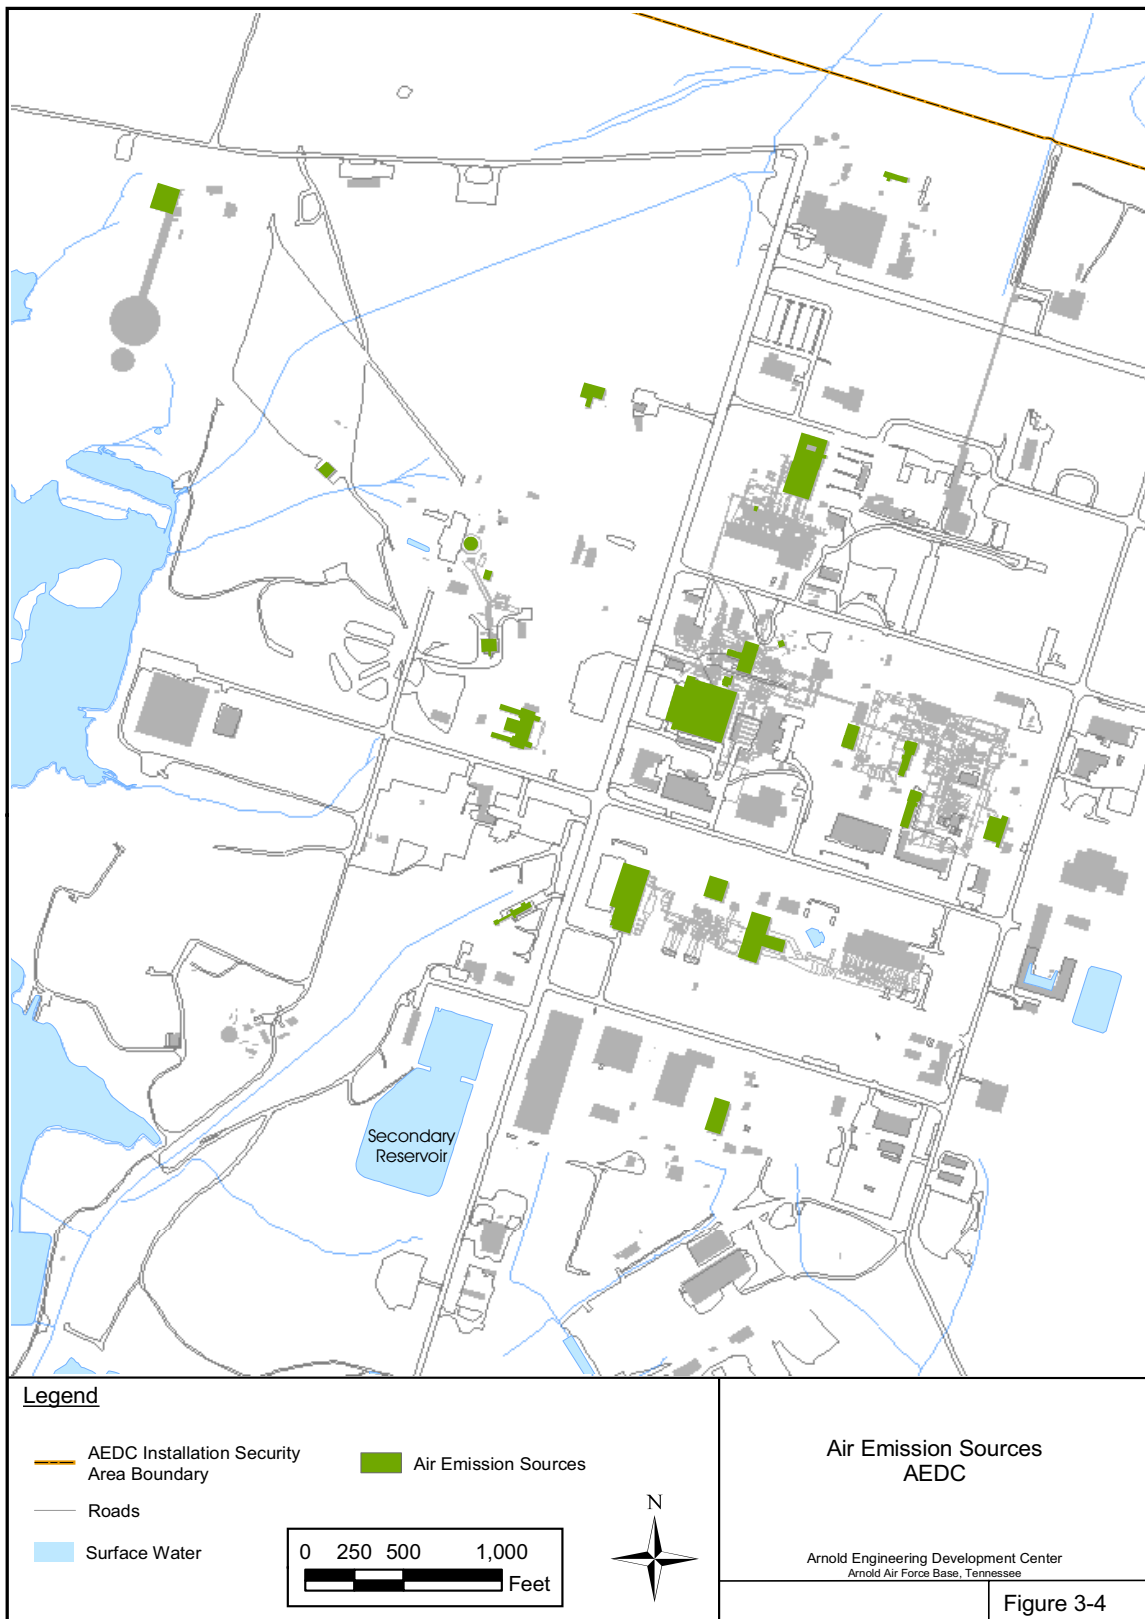 Secondary
Reservoir
Legend
AEDC Installation Security
Area Boundary
Air Emission Sources
Roads
Surface Water
0 250 500 1,000
Feet
N
Air Emission Sources
AEDC
Arnold Engineering Development Center
Arnold Air Force Base, Tennessee
Figure 3-4